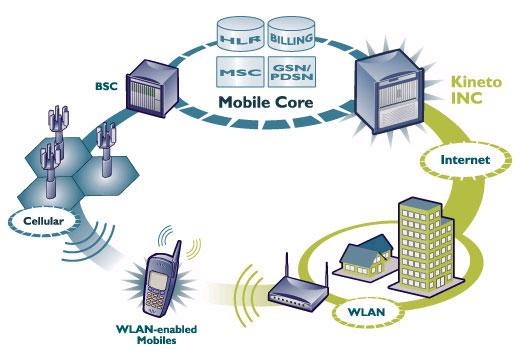 HLR
BILLING
MSC
GSN/
PDSN
Mobile Core
BSC
Kineto
INC
Internet
Cellular
WLAN-enabled
Mobiles
WLAN